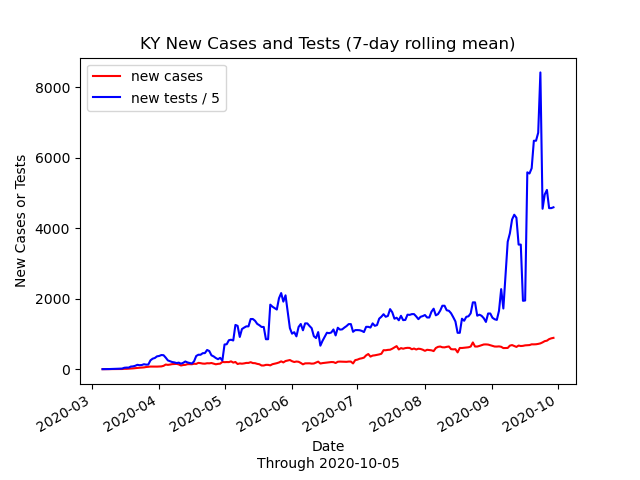 KY New Cases and Tests (7-day rolling mean)
new cases
new tests / 5
New Cases or Tests
8000
6000
4000
2000
0
2020-03
2020-04
2020-05
2020-06
2020-07
2020-08
2020-09
2020-10
Date
Through 2020-10-05